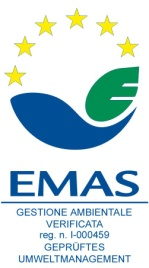 EMAS
GESTIONE AMBIENTALE
VERIFICATA
reg. n. I-000459
GEPRÜFTES
UMWELTMANAGEMENT